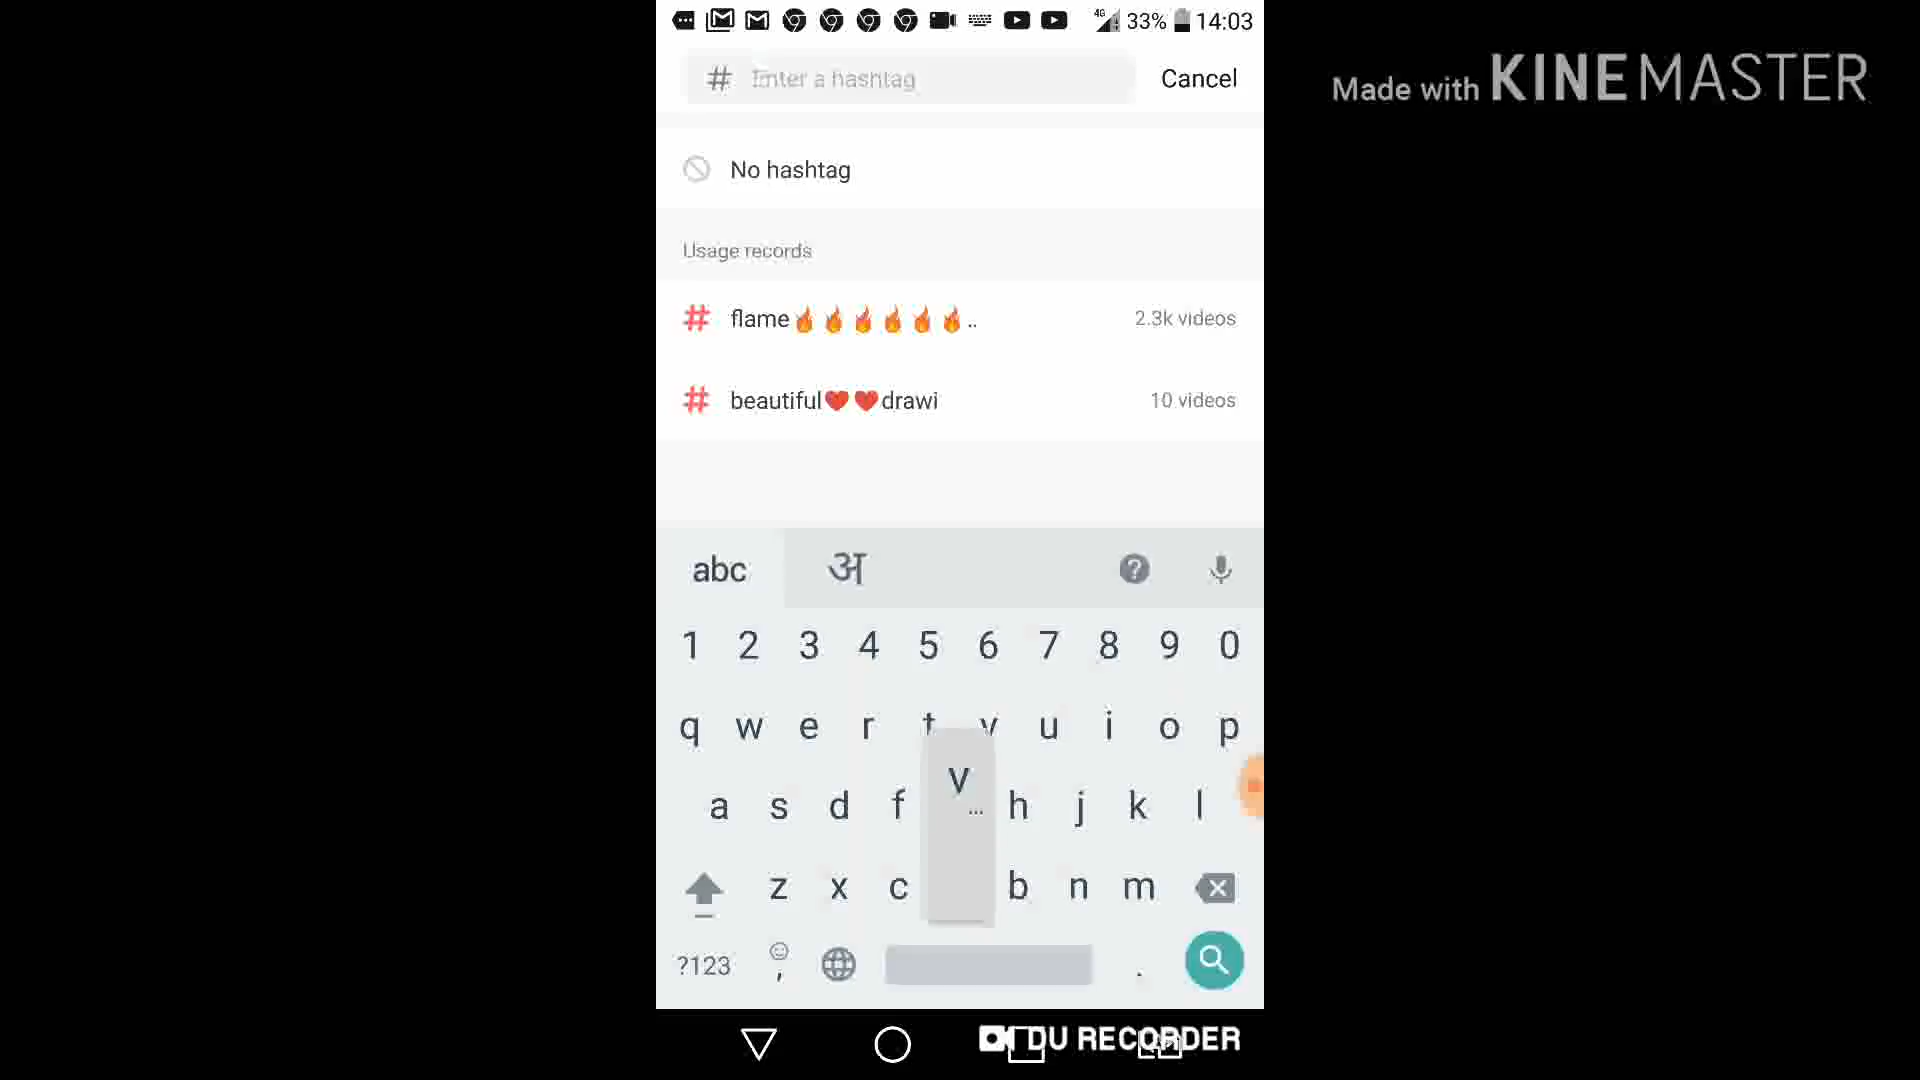 4G 33% 14:03
Made with KINEMASTER
# Enter a hashtag Cancel
No hashtag
Usage records
# flame🔥🔥🔥🔥🔥🔥.. 2.3k videos
# beautiful❤️❤️drawi 10 videos
abc अ
1 2 3 4 5 6 7 8 9 0
q w e r t y u i o p
v
...
a s d f h j k l
z x c b n m
?123 , .
DU RECORDER